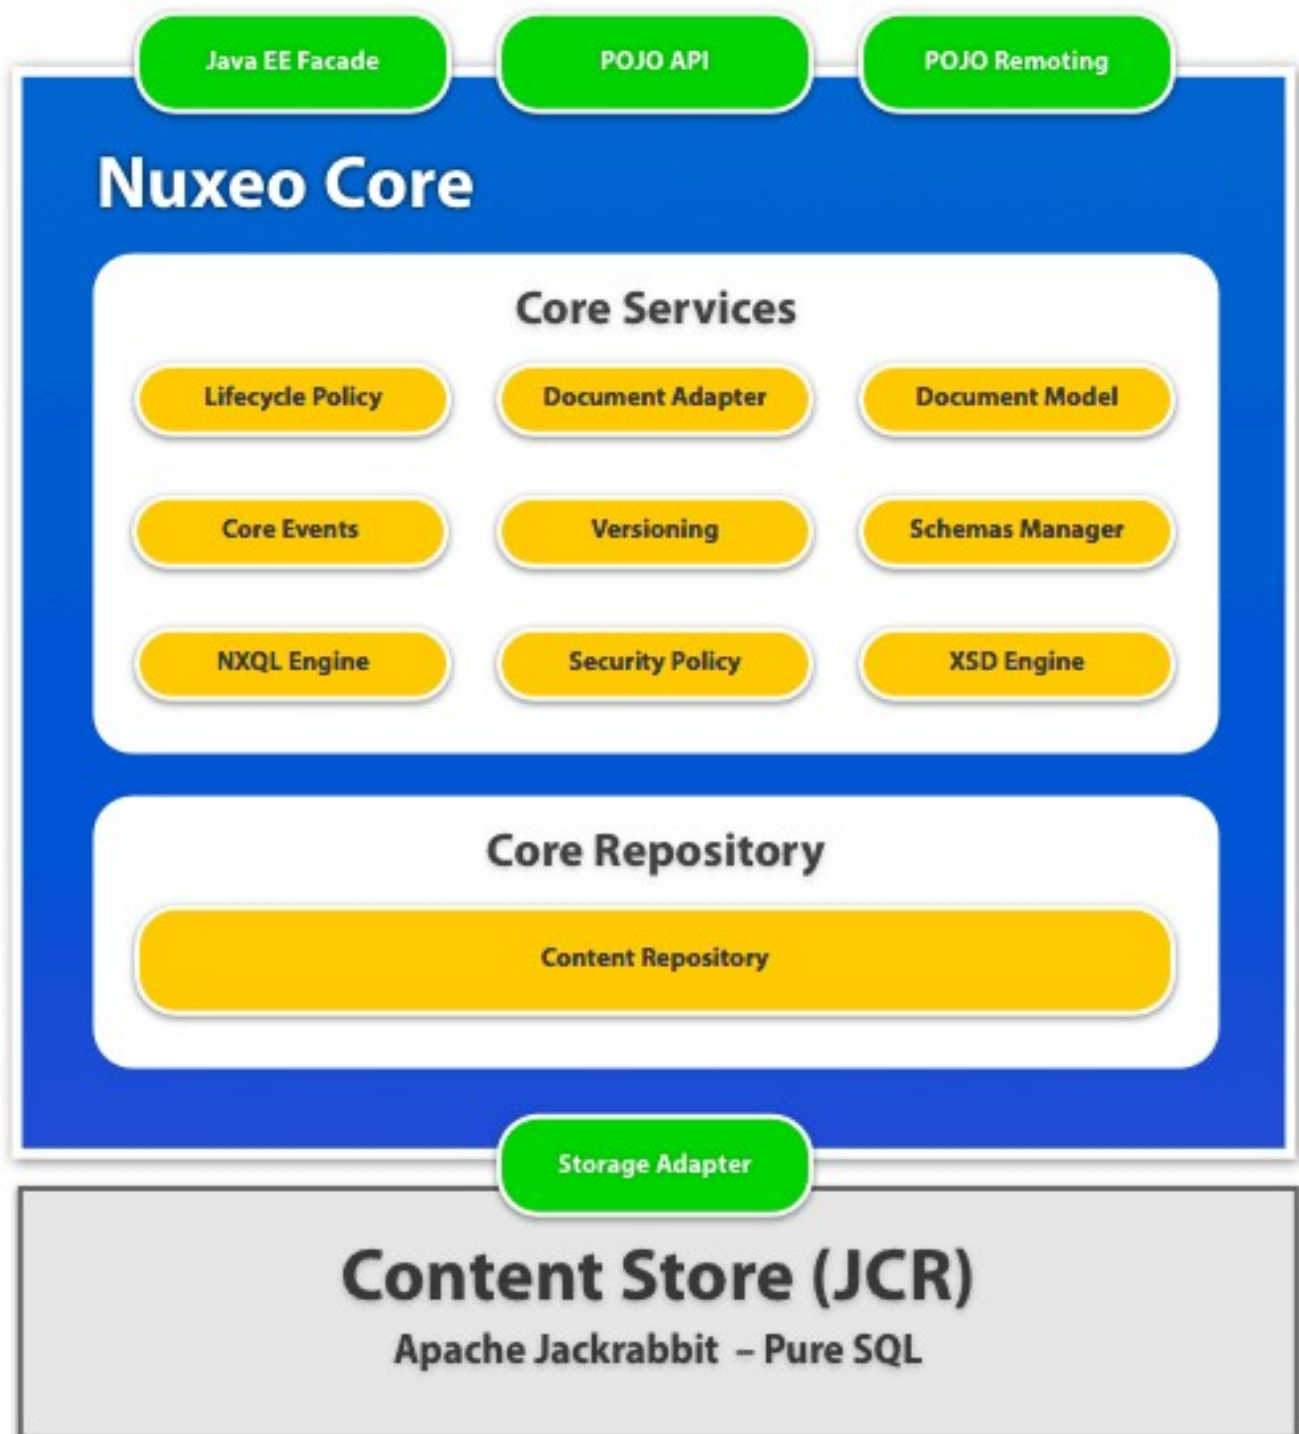 Java EE Facade
POJO API
POJO Remoting
Nuxeo Core
Core Services
Lifecycle Policy
Document Adapter
Document Model
Core Events
Versioning
Schemas Manager
NXQL Engine
Security Policy
XSD Engine
Core Repository
Content Repository
Storage Adapter
Content Store (JCR)
Apache Jackrabbit – Pure SQL